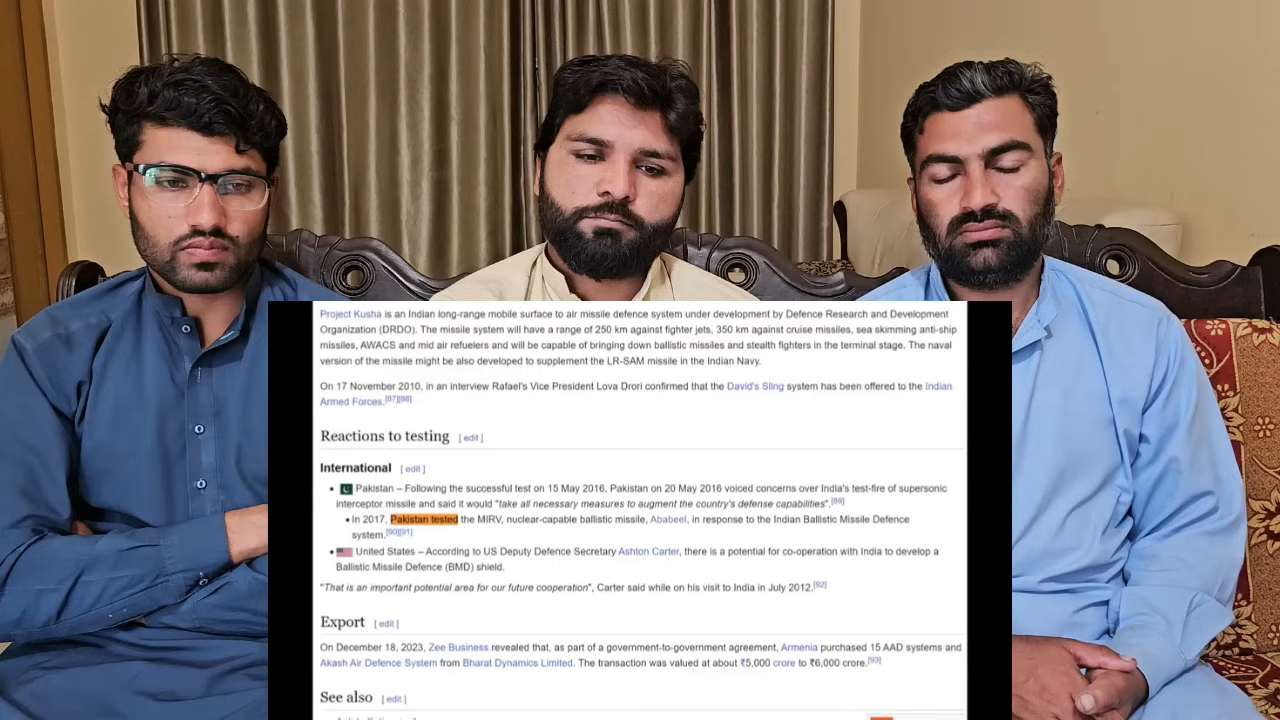 Project Kusha is an Indian long-range mobile surface to air missile defence system under development by Defence Research and Development
Organization (DRDO). The missile system will have a range of 250 km against fighter jets, 350 km against cruise missiles, sea skimming anti-ship
missiles, AWACS and mid air refuelers and will be capable of bringing down ballistic missiles and stealth fighters in the terminal stage. The naval
version of the missile might be also developed to supplement the LR-SAM missile in the Indian Navy.
On 17 November 2010, in an interview Rafael's Vice President Lova Drori confirmed that the David's Sling system has been offered to the Indian
Armed Forces.[87][88]
Reactions to testing [ edit ]
International [ edit ]
• Pakistan – Following the successful test on 15 May 2016, Pakistan on 20 May 2016 voiced concerns over India's test-fire of supersonic
interceptor missile and said it would "take all necessary measures to augment the country's defense capabilities".[89]
• In 2017, Pakistan tested the MIRV, nuclear-capable ballistic missile, Ababeel, in response to the Indian Ballistic Missile Defence
system.[90][91]
• United States – According to US Deputy Defence Secretary Ashton Carter, there is a potential for co-operation with India to develop a
Ballistic Missile Defence (BMD) shield.
"That is an important potential area for our future cooperation", Carter said while on his visit to India in July 2012.[92]
Export [ edit ]
On December 18, 2023, Zee Business revealed that, as part of a government-to-government agreement, Armenia purchased 15 AAD systems and
Akash Air Defence System from Bharat Dynamics Limited. The transaction was valued at about ₹5,000 crore to ₹6,000 crore.[93]
See also [ edit ]